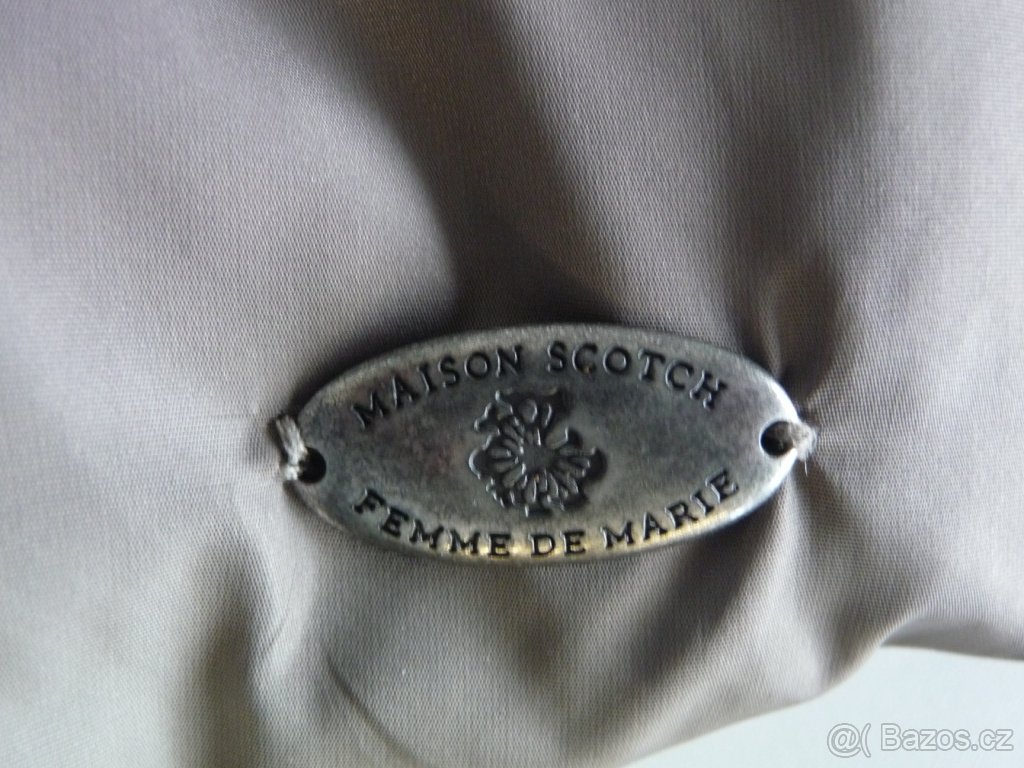 MAISON SCOTCH
FEMME DE MARIE
@( Bazos.cz